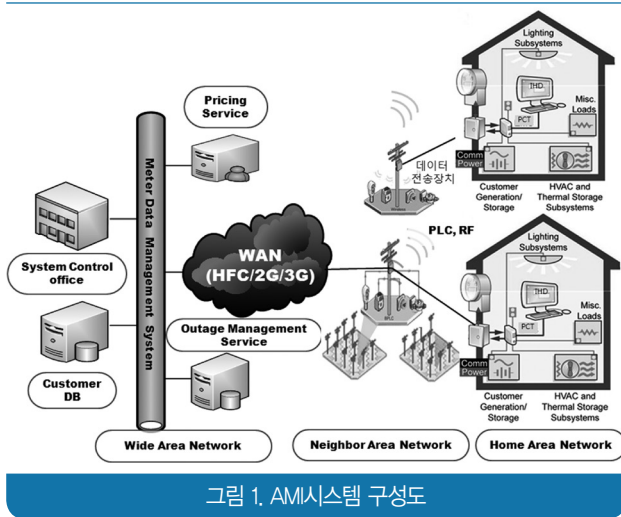 Pricing
Service
Meter Data Management System
System Control
office
Customer
DB
WAN
(HFC/2G/3G)
Outage Management
Service
Wide Area Network
데이터
전송장치
PLC, RF
Neighbor Area Network
Lighting
Subsystems
IHD
PCT
Misc.
Loads
Comm
Power
Customer
Generation/
Storage
HVAC and
Thermal Storage
Subsystems
Lighting
Subsystems
IHD
PCT
Misc.
Loads
Comm
Power
Customer
Generation/
Storage
HVAC and
Thermal Storage
Subsystems
Home Area Network
그림 1. AMI시스템 구성도